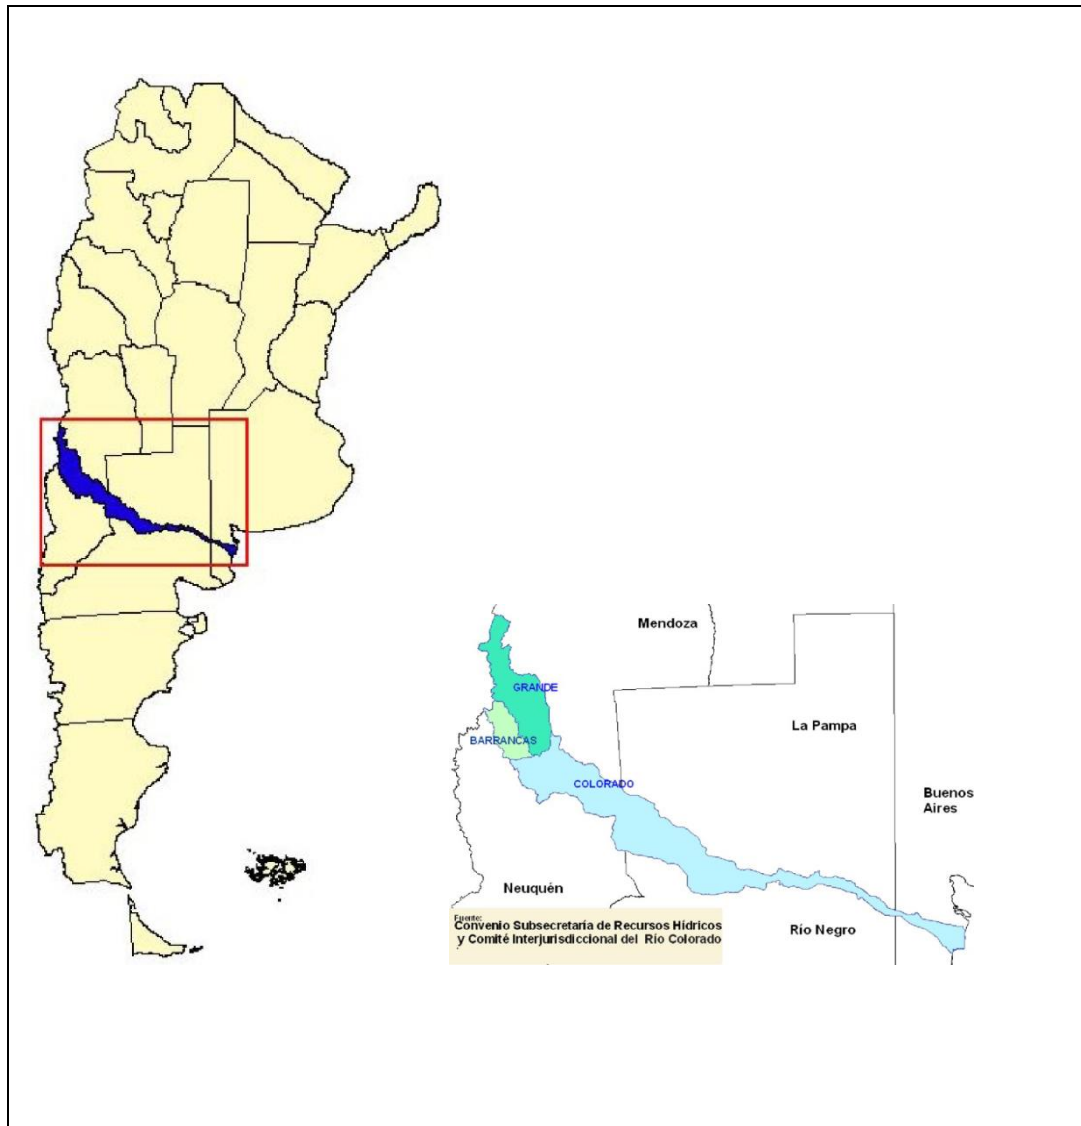 Mendoza
GRANDE
La Pampa
BARRANCAS
COLORADO
Buenos
Aires
Neuquén
Río Negro
Fuente:
Convenio Subsecretaría de Recursos Hídricos
y Comité Interjurisdiccional del Río Colorado